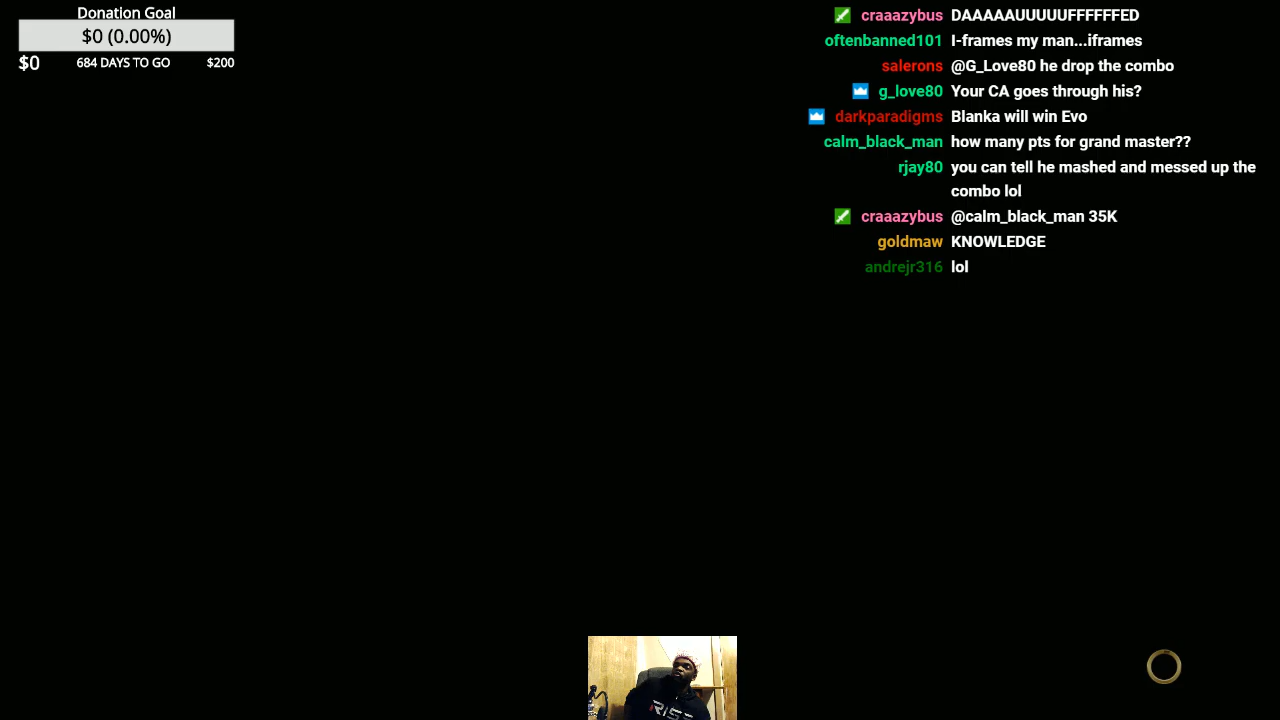 Donation Goal
$0 (0.00%)
$0 684 DAYS TO GO $200
craaazybus DAAAAAUUUUUFFFFFFED
oftenbanned101 I-frames my man...iframes
salerons @G_Love80 he drop the combo
g_love80 Your CA goes through his?
darkparadigms Blanka will win Evo
calm_black_man how many pts for grand master??
rjay80 you can tell he mashed and messed up the
combo lol
craaazybus @calm_black_man 35K
goldmaw KNOWLEDGE
andrejr316 lol
RISE